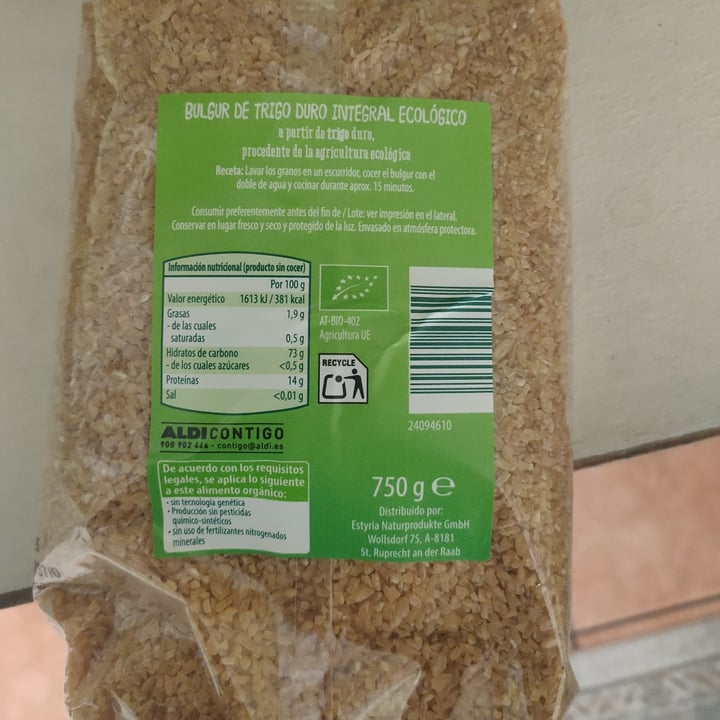 BULGUR DE TRIGO DURO INTEGRAL ECOLÓGICO
a partir de trigo duro,
procedente de la agricultura ecológica
Receta: Lavar los granos en un escurridor, cocer el bulgur con el
doble de agua y cocinar durante aprox. 15 minutos.
Consumir preferentemente antes del fin de / Lote: ver impresión en el lateral.
Conservar en lugar fresco y seco y protegido de la luz. Envasado en atmósfera protectora.
Información nutricional (producto sin cocer)
Por 100 g
Valor energético 1613 kJ / 381 kcal
Grasas 1,9 g
- de las cuales
saturadas 0,5 g
Hidratos de carbono 73 g
- de los cuales azúcares <0,5 g
Proteínas 14 g
Sal <0,01 g
AT-BIO-402
Agricultura UE
RECYCLE
24094610
ALDI CONTIGO
900 902 466 · contigo@aldi.es
De acuerdo con los requisitos
legales, se aplica lo siguiente
a este alimento orgánico:
- sin tecnología genética
- Producción sin pesticidas
químico-sintéticos
- sin uso de fertilizantes nitrogenados
minerales
750 g e
Distribuido por:
Estyria Naturprodukte GmbH
Wollsdorf 75, A-8181
St. Ruprecht an der Raab